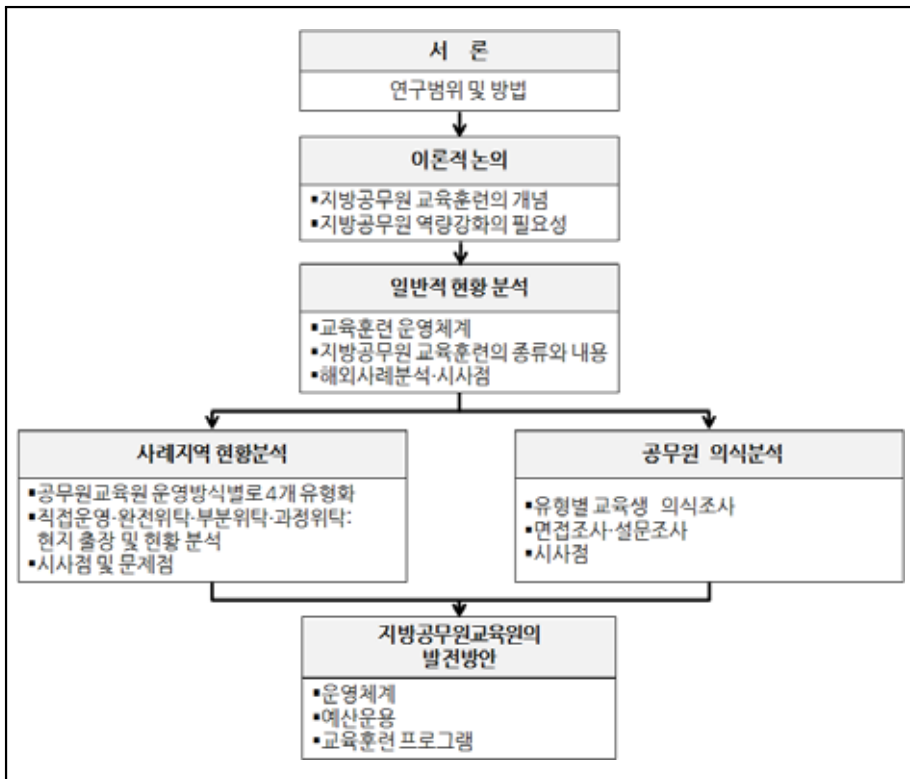 서 론
연구범위 및 방법
이론적 논의
▪지방공무원 교육훈련의 개념
▪지방공무원 역량강화의 필요성
일반적 현황 분석
▪교육훈련 운영체계
▪지방공무원 교육훈련의 종류와 내용
▪해외사례분석·시사점
사례지역 현황분석
▪공무원교육원 운영방식별로 4개 유형화
▪직접운영·완전위탁·부분위탁·과정위탁:
현지 출장 및 현황 분석
▪시사점 및 문제점
공무원 의식분석
▪유형별 교육생 의식조사
▪면접조사·설문조사
▪시사점
지방공무원교육원의
발전방안
▪운영체계
▪예산운용
▪교육훈련 프로그램